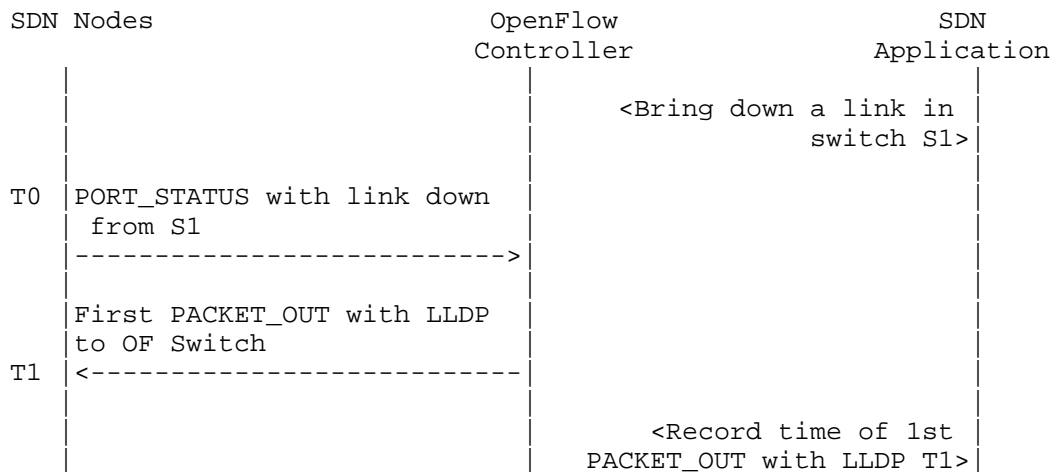 SDN Nodes OpenFlow SDN
Controller Application
<Bring down a link in
switch S1>
T0 PORT_STATUS with link down
from S1
First PACKET_OUT with LLDP
to OF Switch
T1
<Record time of 1st
PACKET_OUT with LLDP T1>